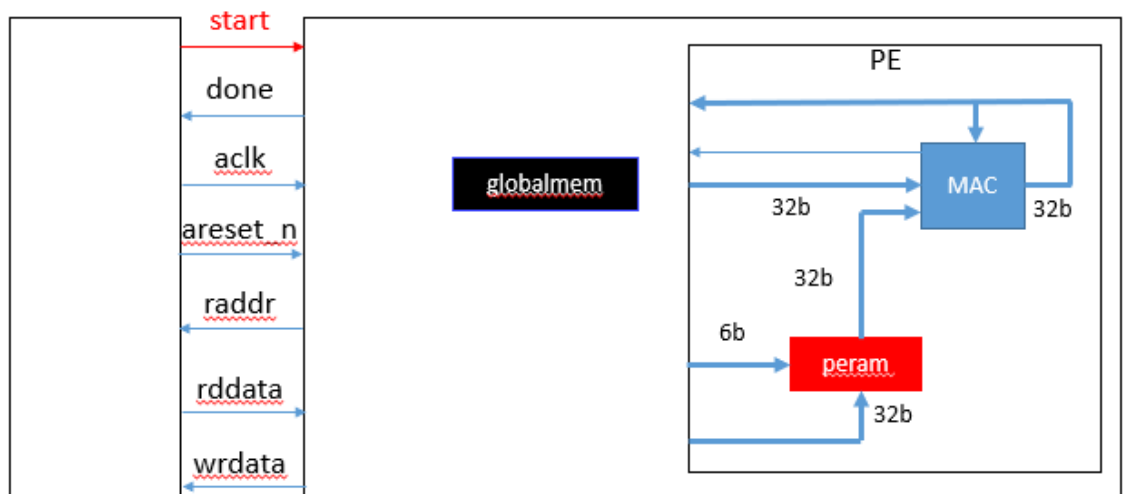 start
done
aclk
areset_n
raddr
rddata
wrdata
globalmem
PE
MAC
32b
32b
32b
6b
peram
32b